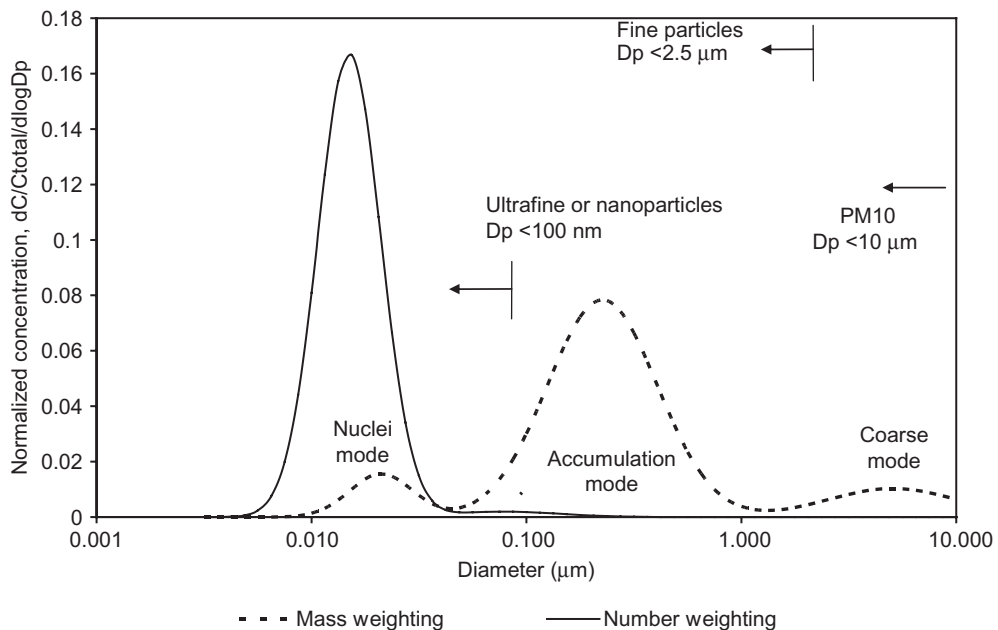 Normalized concentration, dC/Ctotal/dlogDp
0.18
0.16
0.14
0.12
0.1
0.08
0.06
0.04
0.02
0
Fine particles
Dp <2.5 μm
Ultrafine or nanoparticles
Dp <100 nm
PM10
Dp <10 μm
Nuclei
mode
Accumulation
mode
Coarse
mode
0.001
0.010
0.100
1.000
10.000
Diameter (μm)
Mass weighting
Number weighting